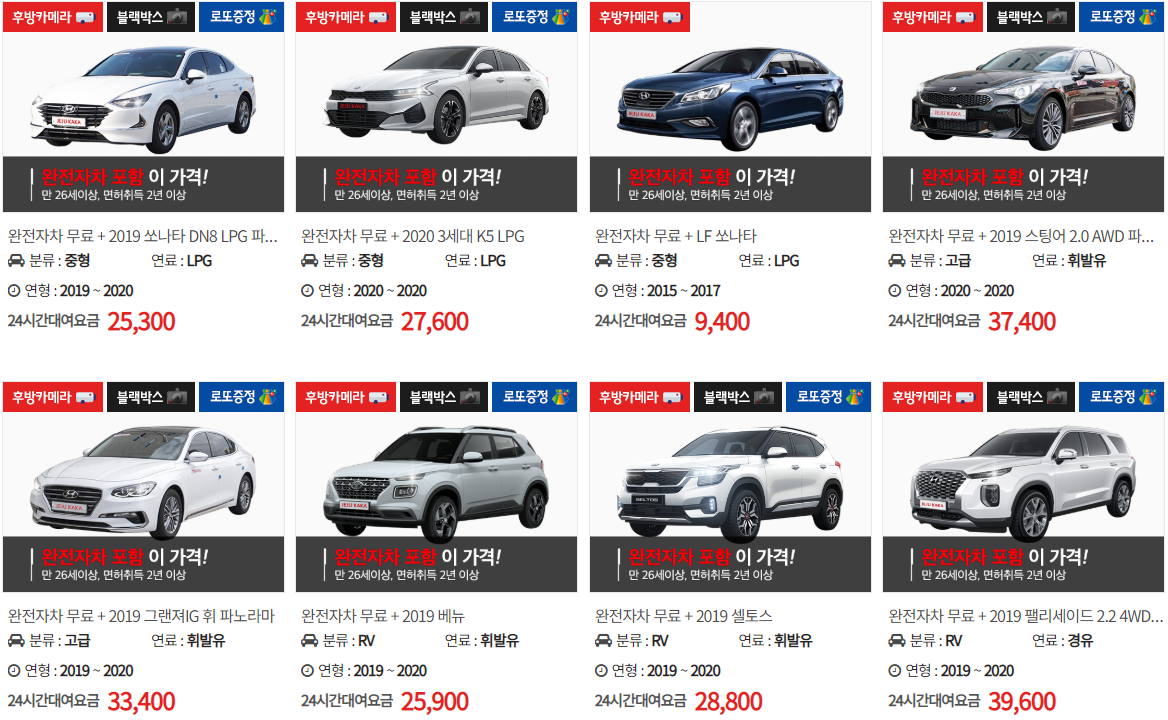 후방카메라 블랙박스 로또증정
JEJU KAKA
완전자차 포함 이 가격!
만 26세이상, 면허취득 2년 이상
완전자차 무료 + 2019 쏘나타 DN8 LPG 파...
분류 : 중형 연료 : LPG
연형 : 2019 ~ 2020
24시간대여요금 25,300
후방카메라 블랙박스 로또증정
JEJU KAKA
완전자차 포함 이 가격!
만 26세이상, 면허취득 2년 이상
완전자차 무료 + 2020 3세대 K5 LPG
분류 : 중형 연료 : LPG
연형 : 2020 ~ 2020
24시간대여요금 27,600
후방카메라
JEJU KAKA
완전자차 포함 이 가격!
만 26세이상, 면허취득 2년 이상
완전자차 무료 + LF 쏘나타
분류 : 중형 연료 : LPG
연형 : 2015 ~ 2017
24시간대여요금 9,400
후방카메라 블랙박스 로또증정
JEJU KAKA
완전자차 포함 이 가격!
만 26세이상, 면허취득 2년 이상
완전자차 무료 + 2019 스팅어 2.0 AWD 파...
분류 : 고급 연료 : 휘발유
연형 : 2020 ~ 2020
24시간대여요금 37,400
후방카메라 블랙박스 로또증정
JEJU KAKA
완전자차 포함 이 가격!
만 26세이상, 면허취득 2년 이상
완전자차 무료 + 2019 그랜져IG 휘 파노라마
분류 : 고급 연료 : 휘발유
연형 : 2019 ~ 2020
24시간대여요금 33,400
후방카메라 블랙박스 로또증정
JEJU KAKA
완전자차 포함 이 가격!
만 26세이상, 면허취득 2년 이상
완전자차 무료 + 2019 베뉴
분류 : RV 연료 : 휘발유
연형 : 2019 ~ 2020
24시간대여요금 25,900
후방카메라 블랙박스 로또증정
SELTOS
완전자차 포함 이 가격!
만 26세이상, 면허취득 2년 이상
완전자차 무료 + 2019 셀토스
분류 : RV 연료 : 휘발유
연형 : 2019 ~ 2020
24시간대여요금 28,800
후방카메라 블랙박스 로또증정
JEJU KAKA
완전자차 포함 이 가격!
만 26세이상, 면허취득 2년 이상
완전자차 무료 + 2019 팰리세이드 2.2 4WD...
분류 : RV 연료 : 경유
연형 : 2019 ~ 2020
24시간대여요금 39,600